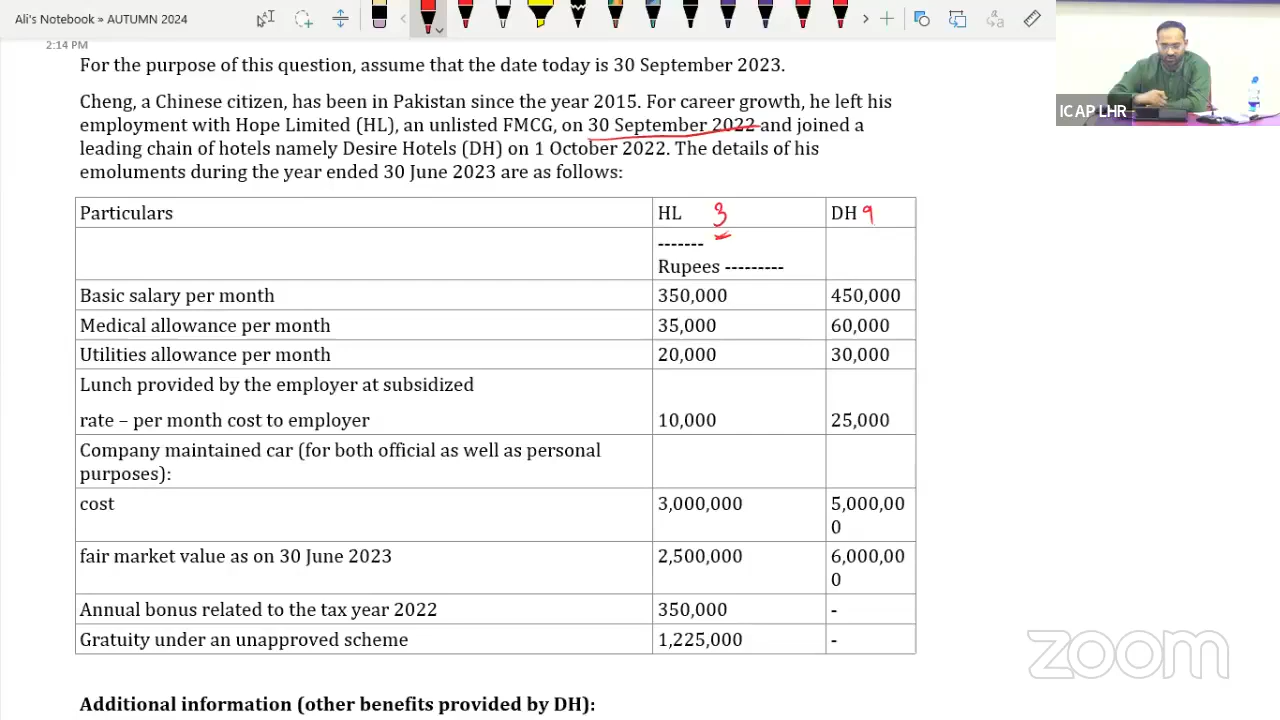 Ali's Notebook » AUTUMN 2024
2:14 PM
For the purpose of this question, assume that the date today is 30 September 2023.
Cheng, a Chinese citizen, has been in Pakistan since the year 2015. For career growth, he left his
employment with Hope Limited (HL), an unlisted FMCG, on 30 September 2022 and joined a
leading chain of hotels namely Desire Hotels (DH) on 1 October 2022. The details of his
emoluments during the year ended 30 June 2023 are as follows:
Particulars HL 3 DH 9
-------
Rupees ---------
Basic salary per month 350,000 450,000
Medical allowance per month 35,000 60,000
Utilities allowance per month 20,000 30,000
Lunch provided by the employer at subsidized
rate – per month cost to employer 10,000 25,000
Company maintained car (for both official as well as personal
purposes):
cost 3,000,000 5,000,00
0
fair market value as on 30 June 2023 2,500,000 6,000,00
0
Annual bonus related to the tax year 2022 350,000 -
Gratuity under an unapproved scheme 1,225,000 -
Additional information (other benefits provided by DH):
ICAP LHR
zoom